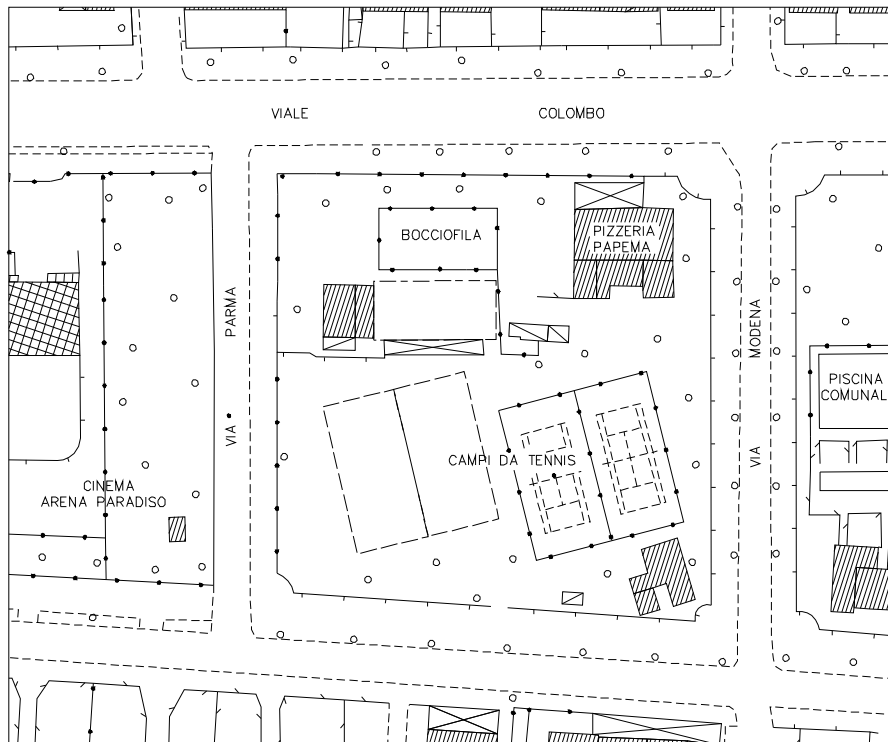 VIALE COLOMBO
BOCCIOFILA
PIZZERIA
PAPEMA
VIA PARMA
VIA MODENA
PISCINA
COMUNAL
CAMPI DA TENNIS
CINEMA
ARENA PARADISO